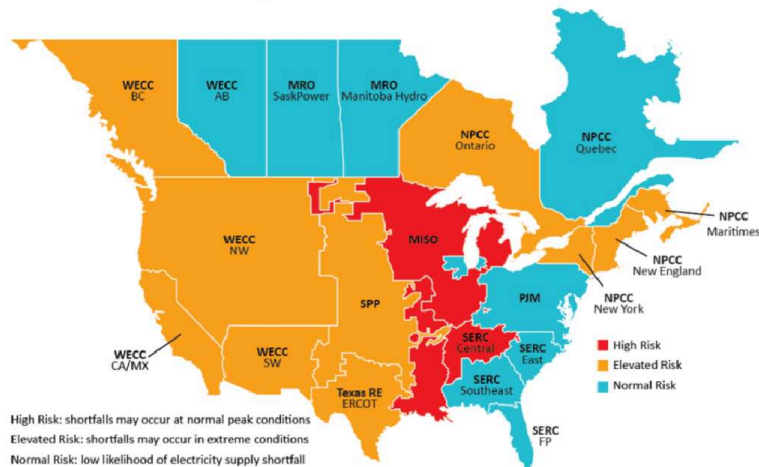 WECC
BC
WECC
AB
MRO
SaskPower
MRO
Manitoba Hydro
NPCC
Ontario
NPCC
Quebec
NPCC
Maritimes
NPCC
New England
NPCC
New York
WECC
NW
MISO
SPP
PJM
WECC
CA/MX
WECC
SW
Texas RE
ERCOT
SERC
Central
SERC
East
SERC
Southeast
SERC
FP
High Risk
Elevated Risk
Normal Risk
High Risk: shortfalls may occur at normal peak conditions
Elevated Risk: shortfalls may occur in extreme conditions
Normal Risk: low likelihood of electricity supply shortfall